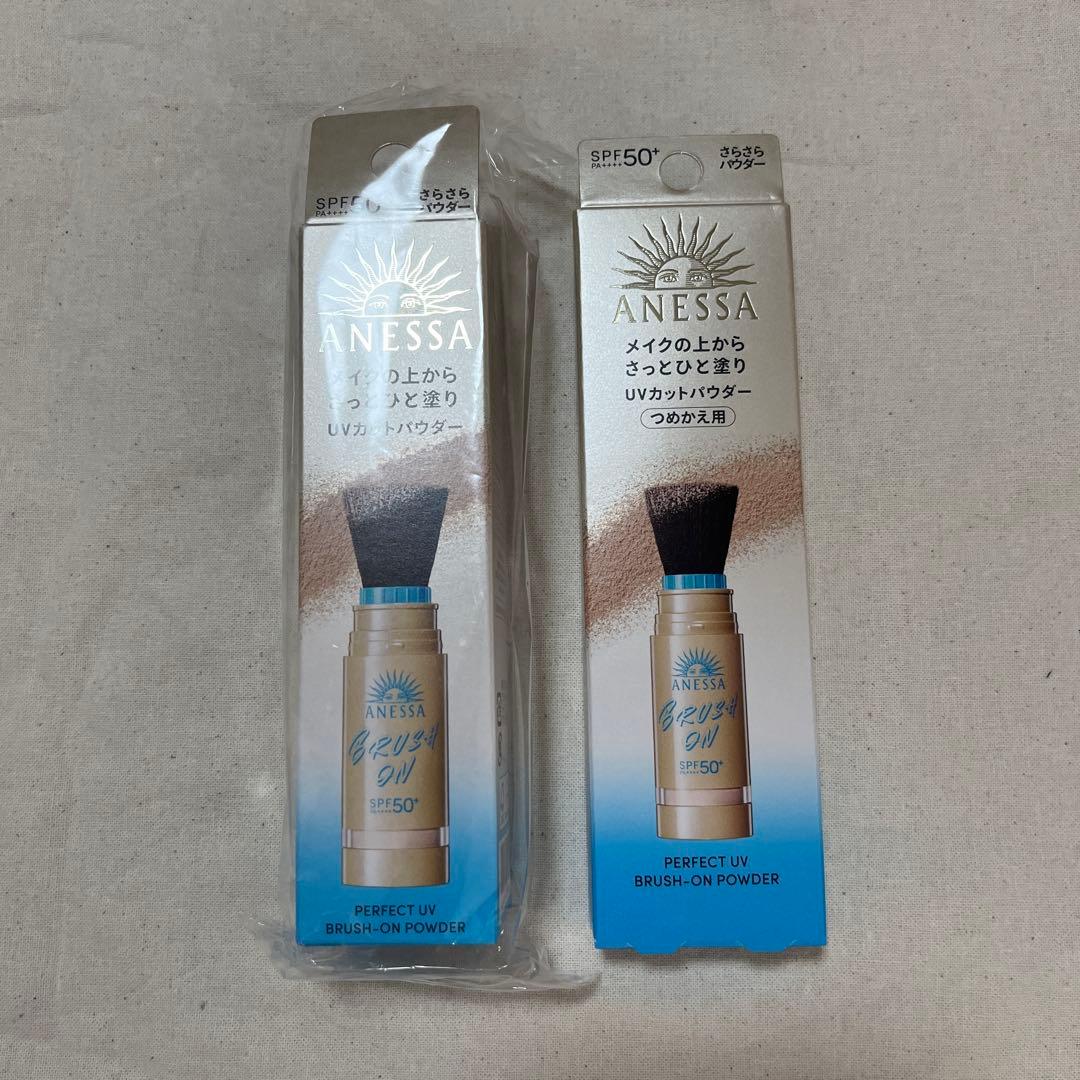 SPF50
PA++++
さらさら
パウダー
ANESSA
メイクの上から
さっとひと塗り
UVカットパウダー
ANESSA
BRUSH
ON
SPF50+
PA++++
PERFECT UV
BRUSH-ON POWDER
SPF50+
PA++++
さらさら
パウダー
ANESSA
メイクの上から
さっとひと塗り
UVカットパウダー
つめかえ用
ANESSA
BRUSH
ON
SPF50+
PA++++
PERFECT UV
BRUSH-ON POWDER